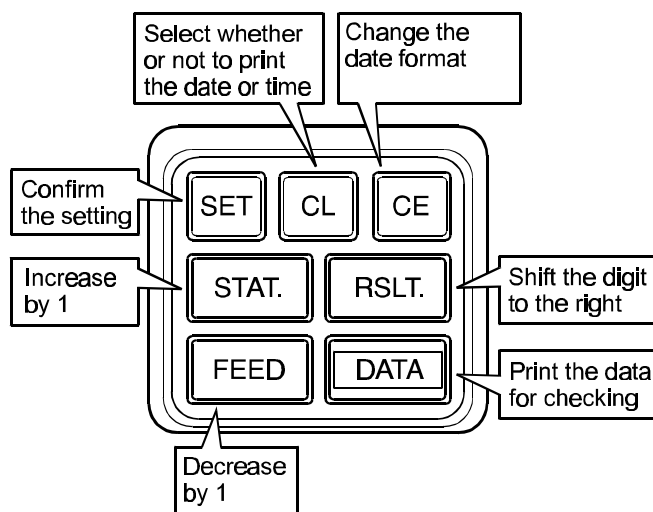 Select whether
or not to print
the date or time
Change the
date format
Confirm
the setting
SET
CL
CE
Increase
by 1
STAT.
RSLT.
Shift the digit
to the right
FEED
DATA
Print the data
for checking
Decrease
by 1